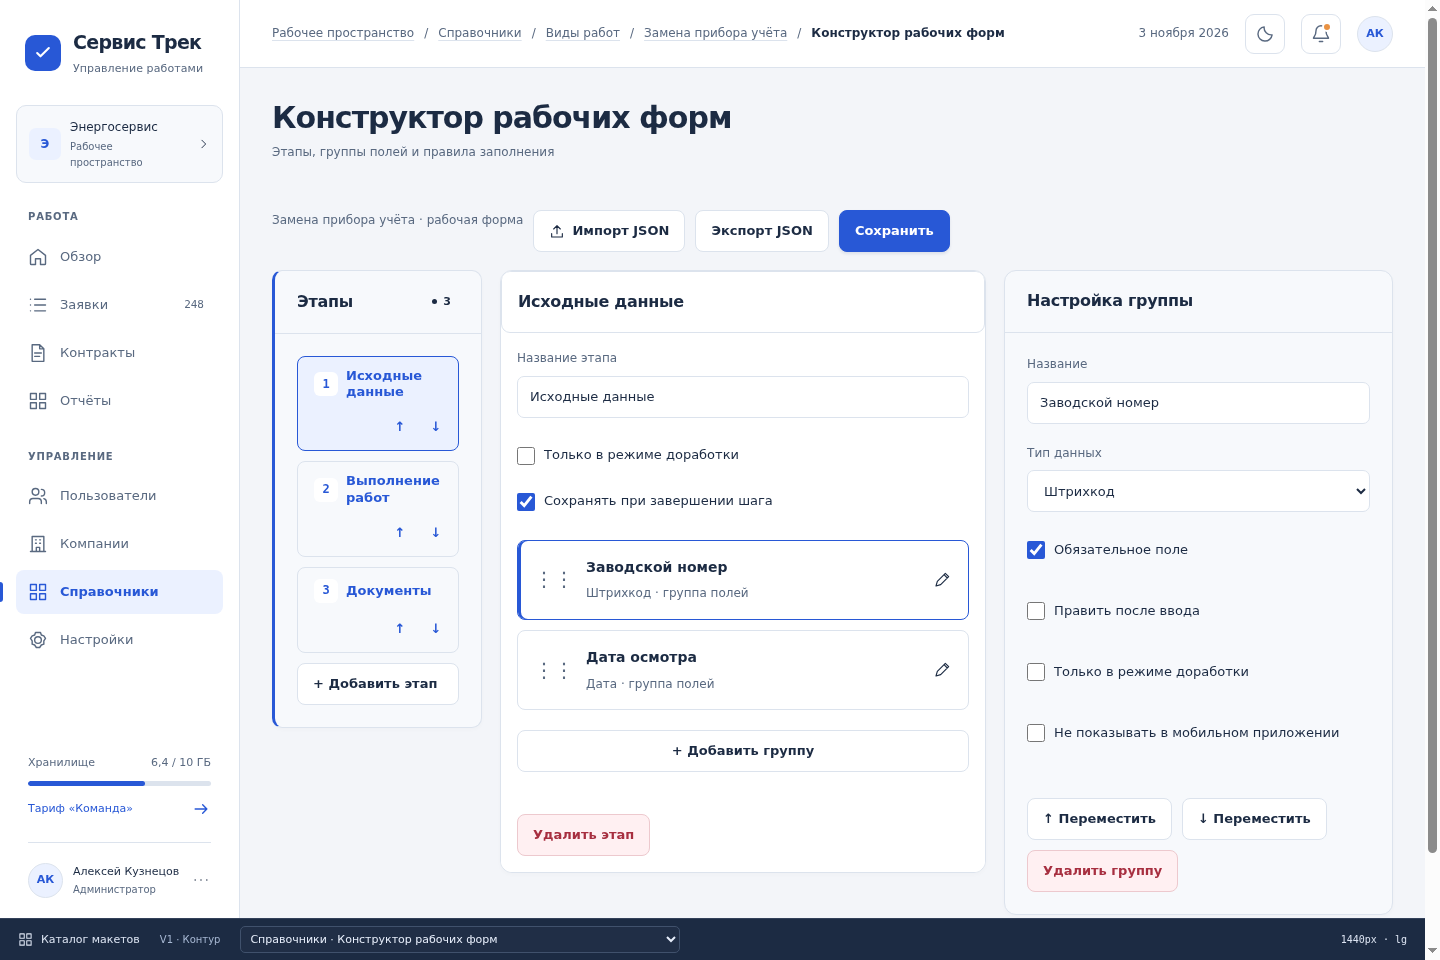 Сервис Трек
Управление работами
Э
Энергосервис
Рабочее
пространство
РАБОТА
Обзор
Заявки 248
Контракты
Отчёты
УПРАВЛЕНИЕ
Пользователи
Компании
Справочники
Настройки
Хранилище 6,4 / 10 ГБ
Тариф «Команда»
АК
Алексей Кузнецов
Администратор
Рабочее пространство / Справочники / Виды работ / Замена прибора учёта / Конструктор рабочих форм
3 ноября 2026
АК
Конструктор рабочих форм
Этапы, группы полей и правила заполнения
Замена прибора учёта · рабочая форма
Импорт JSON
Экспорт JSON
Сохранить
Этапы
• 3
1 Исходные
данные
↑ ↓
2 Выполнение
работ
↑ ↓
3 Документы
↑ ↓
+ Добавить этап
Исходные данные
Название этапа
Исходные данные
Только в режиме доработки
Сохранять при завершении шага
Заводской номер
Штрихкод · группа полей
Дата осмотра
Дата · группа полей
+ Добавить группу
Удалить этап
Настройка группы
Название
Заводской номер
Тип данных
Штрихкод
Обязательное поле
Править после ввода
Только в режиме доработки
Не показывать в мобильном приложении
↑ Переместить
↓ Переместить
Удалить группу
Каталог макетов
V1 · Контур
Справочники · Конструктор рабочих форм
1440px · lg